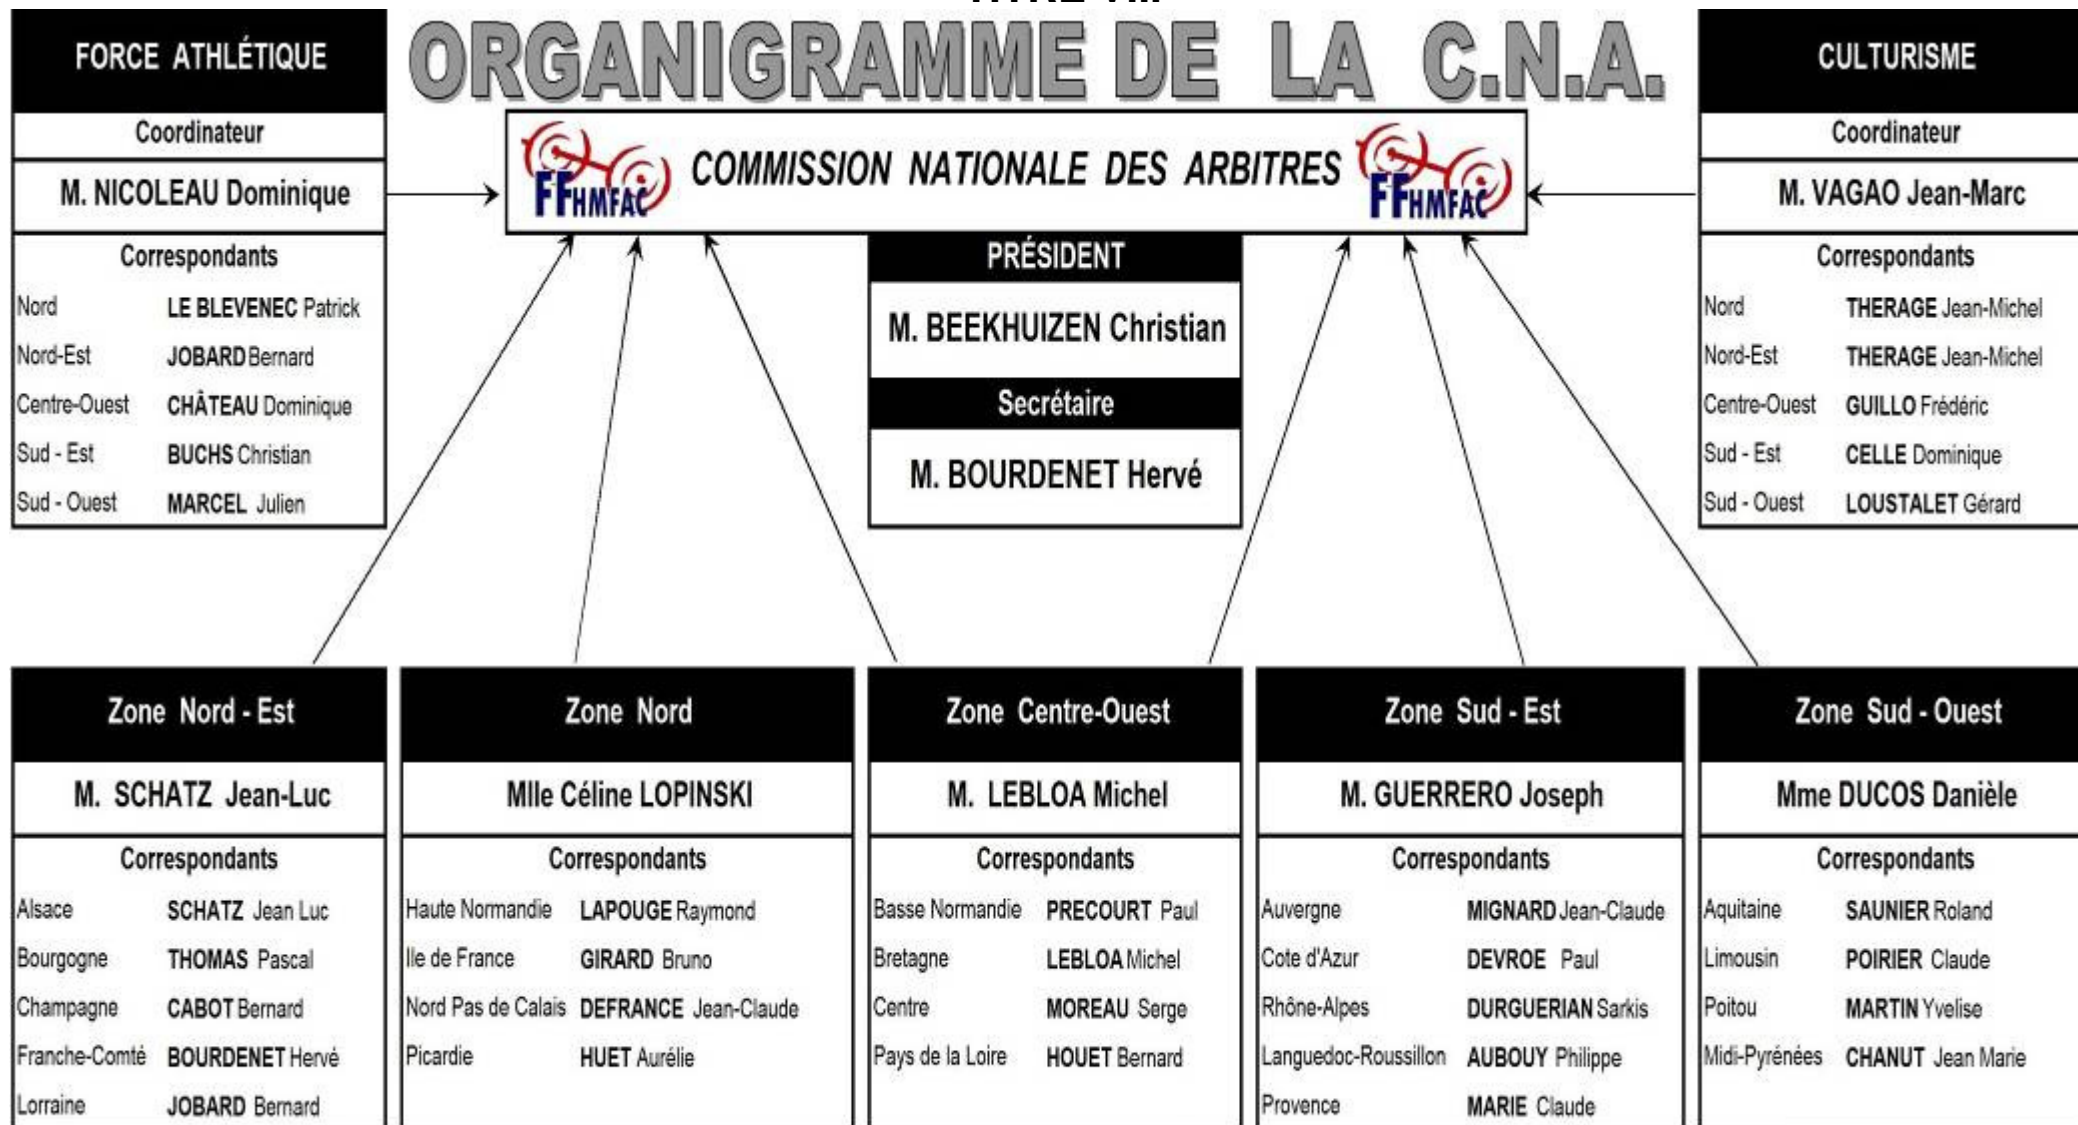 ORGANIGRAMME DE LA C.N.A.
FORCE ATHLÉTIQUE
Coordinateur
M. NICOLEAU Dominique
Correspondants
Nord LE BLEVENEC Patrick
Nord-Est JOBARD Bernard
Centre-Ouest CHÂTEAU Dominique
Sud - Est BUCHS Christian
Sud - Ouest MARCEL Julien
FFHMFAC COMMISSION NATIONALE DES ARBITRES FFHMFAC
PRÉSIDENT
M. BEEKHUIZEN Christian
Secrétaire
M. BOURDENET Hervé
CULTURISME
Coordinateur
M. VAGAO Jean-Marc
Correspondants
Nord THERAGE Jean-Michel
Nord-Est THERAGE Jean-Michel
Centre-Ouest GUILLO Frédéric
Sud - Est CELLE Dominique
Sud - Ouest LOUSTALET Gérard
Zone Nord - Est
M. SCHATZ Jean-Luc
Correspondants
Alsace SCHATZ Jean Luc
Bourgogne THOMAS Pascal
Champagne CABOT Bernard
Franche-Comté BOURDENET Hervé
Lorraine JOBARD Bernard
Zone Nord
Mlle Céline LOPINSKI
Correspondants
Haute Normandie LAPOUGE Raymond
Ile de France GIRARD Bruno
Nord Pas de Calais DEFRANCE Jean-Claude
Picardie HUET Aurélie
Zone Centre-Ouest
M. LEBLOA Michel
Correspondants
Basse Normandie PRECOURT Paul
Bretagne LEBLOA Michel
Centre MOREAU Serge
Pays de la Loire HOUET Bernard
Zone Sud - Est
M. GUERRERO Joseph
Correspondants
Auvergne MIGNARD Jean-Claude
Cote d'Azur DEVROE Paul
Rhône-Alpes DURGUERIAN Sarkis
Languedoc-Roussillon AUBOUY Philippe
Provence MARIE Claude
Zone Sud - Ouest
Mme DUCOS Danièle
Correspondants
Aquitaine SAUNIER Roland
Limousin POIRIER Claude
Poitou MARTIN Yvelise
Midi-Pyrénées CHANUT Jean Marie